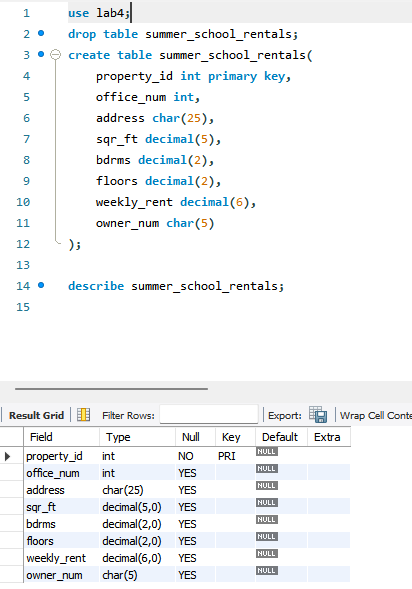 1 use lab4;
2 drop table summer_school_rentals;
3 create table summer_school_rentals(
4 property_id int primary key,
5 office_num int,
6 address char(25),
7 sqr_ft decimal(5),
8 bdrms decimal(2),
9 floors decimal(2),
10 weekly_rent decimal(6),
11 owner_num char(5)
12 );
13
14 describe summer_school_rentals;
15
Result Grid Filter Rows: Export: Wrap Cell Conte
Field Type Null Key Default Extra
property_id int NO PRI NULL
office_num int YES NULL
address char(25) YES NULL
sqr_ft decimal(5,0) YES NULL
bdrms decimal(2,0) YES NULL
floors decimal(2,0) YES NULL
weekly_rent decimal(6,0) YES NULL
owner_num char(5) YES NULL